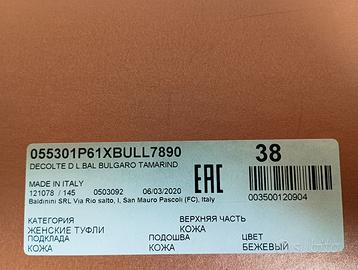 055301P61XBULL7890
38
DECOLTE D L BAL BULGARO TAMARIND
MADE IN ITALY
EAC
121078 / 145 0503092 06/03/2020
003500120904
Baldinini SRL Via Rio salto, I, San Mauro Pascoli (FC), Italy
КАТЕГОРИЯ ВЕРХНЯЯ ЧАСТЬ
ЖЕНСКИЕ ТУФЛИ КОЖА
ПОДКЛАДА ПОДОШВА ЦВЕТ
КОЖА КОЖА БЕЖЕВЫЙ
subito